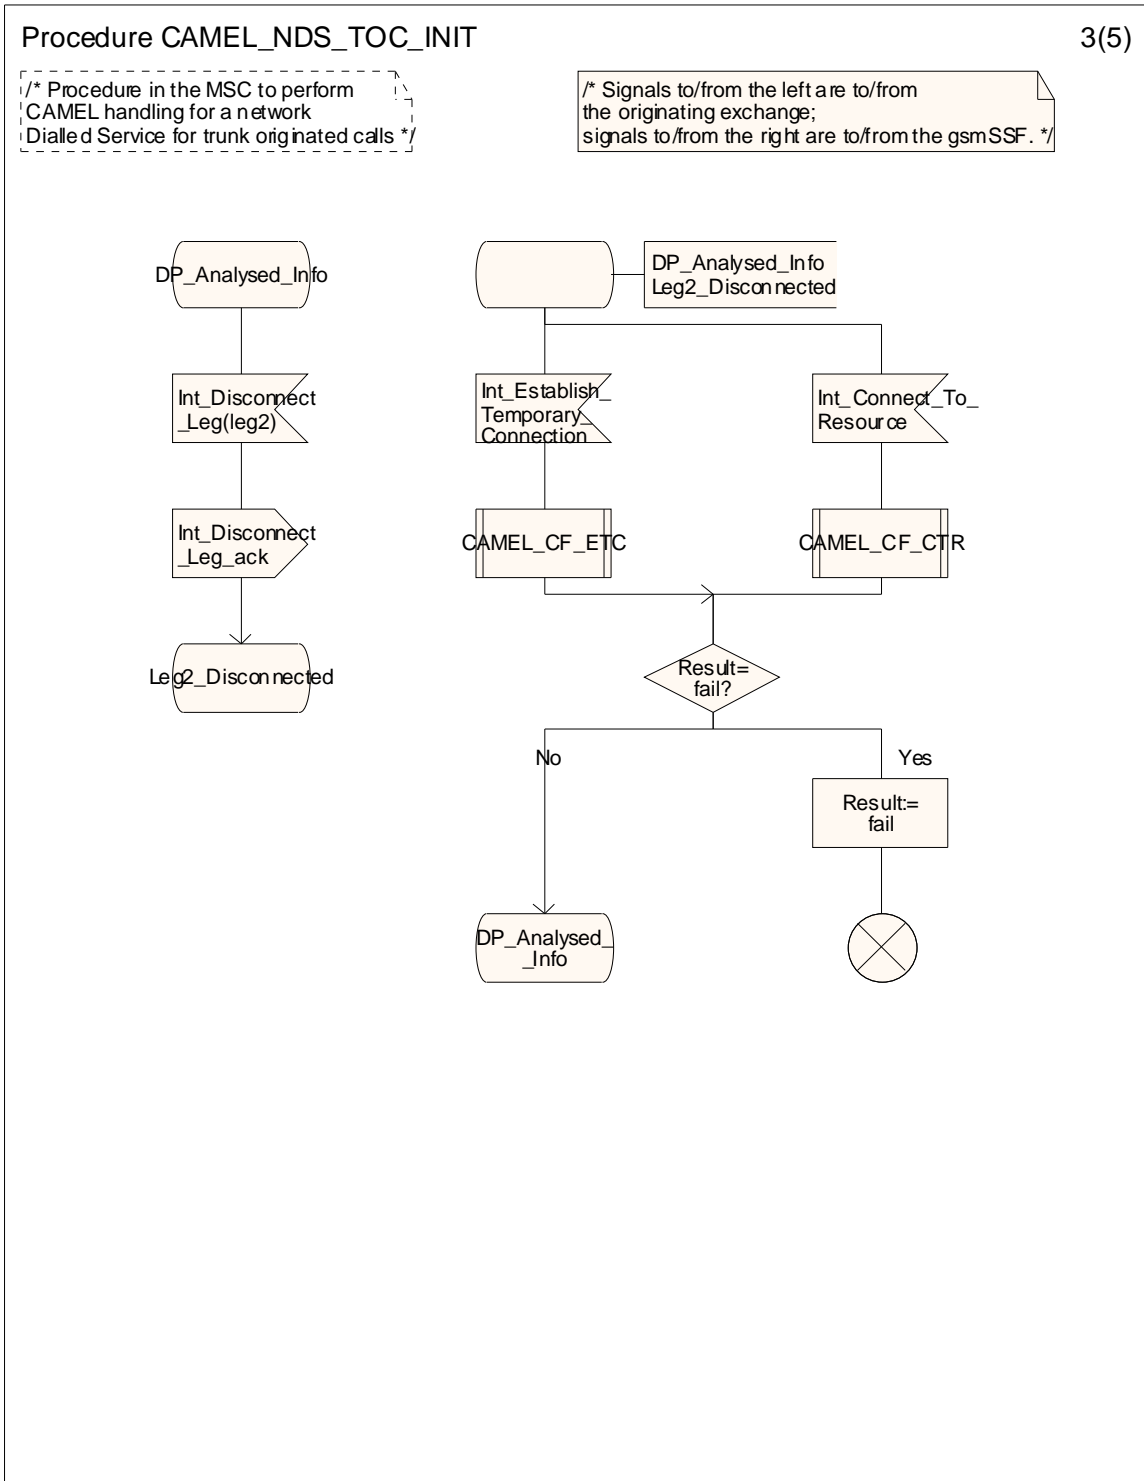 Procedure CAMEL_NDS_TOC_INIT
3(5)
/* Procedure in the MSC to perform
CAMEL handling for a network
Dialled Service for trunk originated calls */
/* Signals to/from the left are to/from
the originating exchange;
signals to/from the right are to/from the gsmSSF. */
DP_Analysed_Info
DP_Analysed_Info
Leg2_Disconnected
Int_Disconnect
_Leg(leg2)
Int_Establish_
Temporary_
Connection
Int_Connect_To_
Resource
Int_Disconnect
_Leg_ack
CAMEL_CF_ETC
CAMEL_CF_CTR
Leg2_Disconnected
Result=
fail?
No
Yes
Result:=
fail
DP_Analysed_
_Info